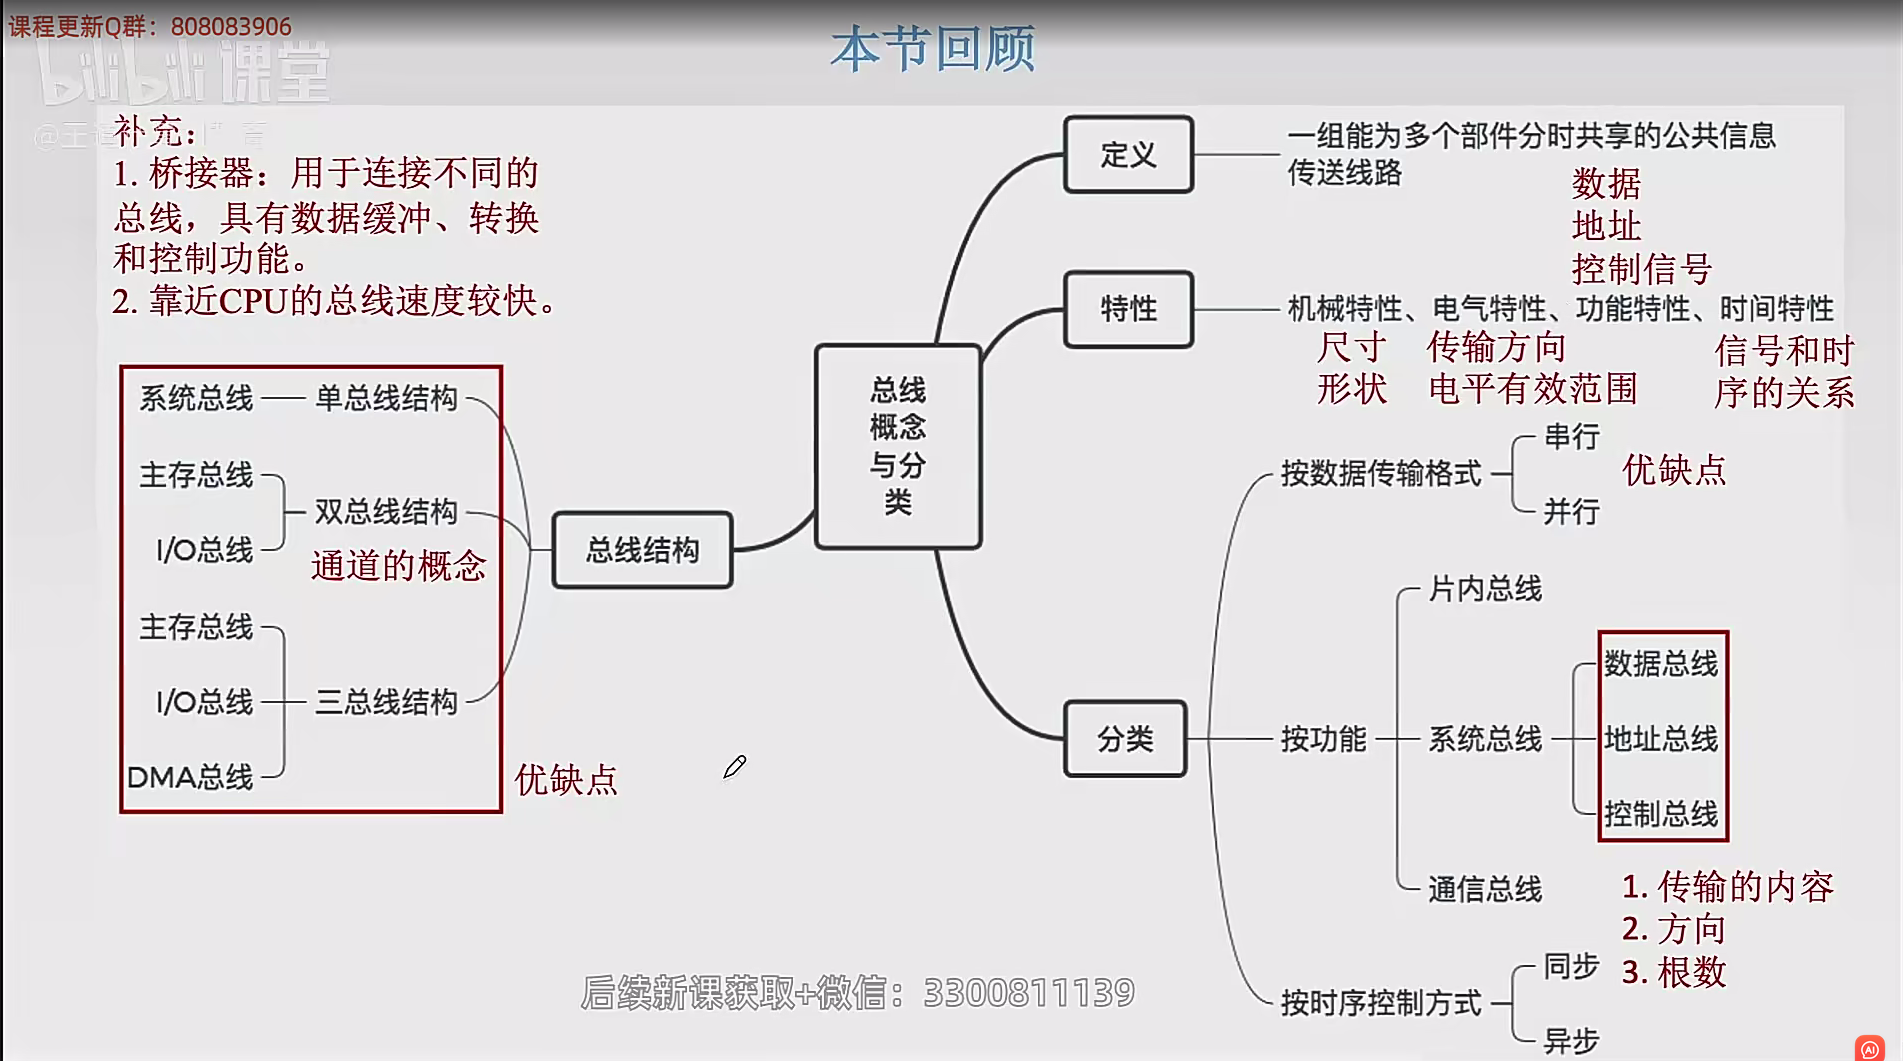 课程更新Q群：808083906
bilibili课堂
本节回顾
补充：
1. 桥接器：用于连接不同的
总线，具有数据缓冲、转换
和控制功能。
2. 靠近CPU的总线速度较快。
定义
一组能为多个部件分时共享的公共信息
传送线路
数据
地址
控制信号
特性
机械特性、电气特性、功能特性、时间特性
尺寸
形状
传输方向
电平有效范围
信号和时
序的关系
总线
概念
与分
类
系统总线
单总线结构
主存总线
双总线结构
I/O总线
通道的概念
总线结构
主存总线
I/O总线
三总线结构
DMA总线
优缺点
分类
按数据传输格式
串行
并行
优缺点
按功能
片内总线
系统总线
数据总线
地址总线
控制总线
通信总线
1. 传输的内容
2. 方向
3. 根数
按时序控制方式
同步
异步
后续新课获取+微信：3300811139
AI